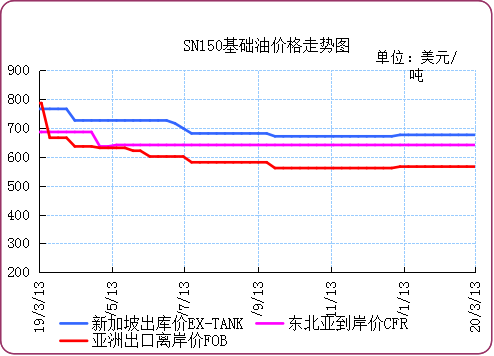 SN150基础油价格走势图
单位：美元/
吨
900
800
700
600
500
400
300
200
19/3/13
/5/13
/7/13
/9/13
/11/13
/1/13
20/3/13
新加坡出库价EX-TANK
东北亚到岸价CFR
亚洲出口离岸价FOB